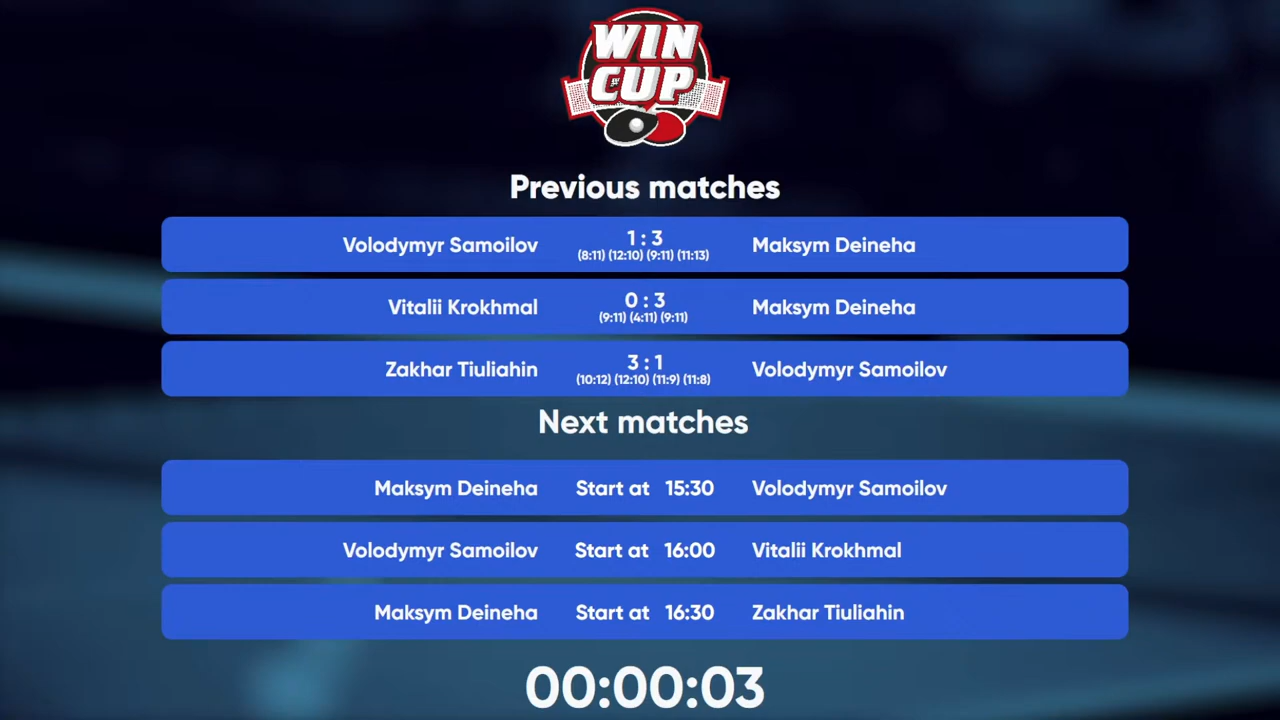 WIN
CUP
Previous matches
Volodymyr Samoilov 1 : 3 Maksym Deineha
(8:11) (12:10) (9:11) (11:13)
Vitalii Krokhmal 0 : 3 Maksym Deineha
(9:11) (4:11) (9:11)
Zakhar Tiuliahin 3 : 1 Volodymyr Samoilov
(10:12) (12:10) (11:9) (11:8)
Next matches
Maksym Deineha Start at 15:30 Volodymyr Samoilov
Volodymyr Samoilov Start at 16:00 Vitalii Krokhmal
Maksym Deineha Start at 16:30 Zakhar Tiuliahin
00:00:03